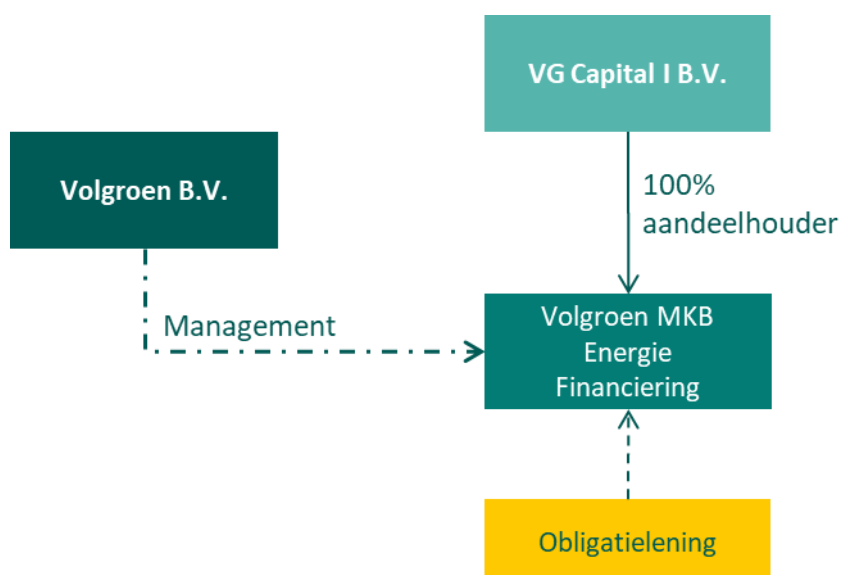 VG Capital I B.V.
Volgroen B.V.
100%
aandeelhouder
Management
Volgroen MKB
Energie
Financiering
Obligatielening